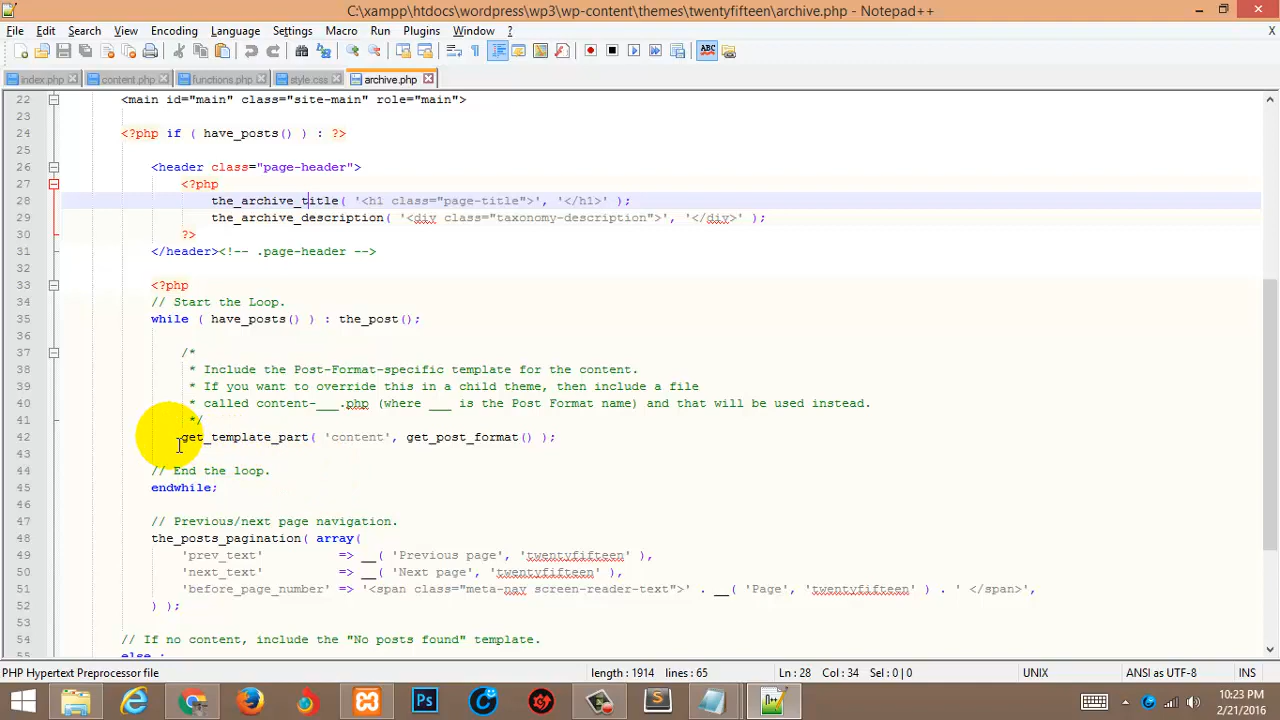 C:\xampp\htdocs\wordpress\wp3\wp-content\themes\twentyfifteen\archive.php - Notepad++
File Edit Search View Encoding Language Settings Macro Run Plugins Window ? X
index.php content.php functions.php style.css archive.php
22 <main id="main" class="site-main" role="main">
23
24 <?php if ( have_posts() ) : ?>
25
26 <header class="page-header">
27 <?php
28 the_archive_title( '<h1 class="page-title">', '</h1>' );
29 the_archive_description( '<div class="taxonomy-description">', '</div>' );
30 ?>
31 </header><!-- .page-header -->
32
33 <?php
34 // Start the Loop.
35 while ( have_posts() ) : the_post();
36
37 /*
38 * Include the Post-Format-specific template for the content.
39 * If you want to override this in a child theme, then include a file
40 * called content-___.php (where ___ is the Post Format name) and that will be used instead.
41 */
42 get_template_part( 'content', get_post_format() );
43
44 // End the loop.
45 endwhile;
46
47 // Previous/next page navigation.
48 the_posts_pagination( array(
49 'prev_text' => __( 'Previous page', 'twentyfifteen' ),
50 'next_text' => __( 'Next page', 'twentyfifteen' ),
51 'before_page_number' => '<span class="meta-nav screen-reader-text">' . __( 'Page', 'twentyfifteen' ) . ' </span>',
52 ) );
53
54 // If no content, include the "No posts found" template.
55 else :
PHP Hypertext Preprocessor file length : 1914 lines : 65 Ln : 28 Col : 34 Sel : 0 | 0 UNIX ANSI as UTF-8 INS
10:23 PM
2/21/2016